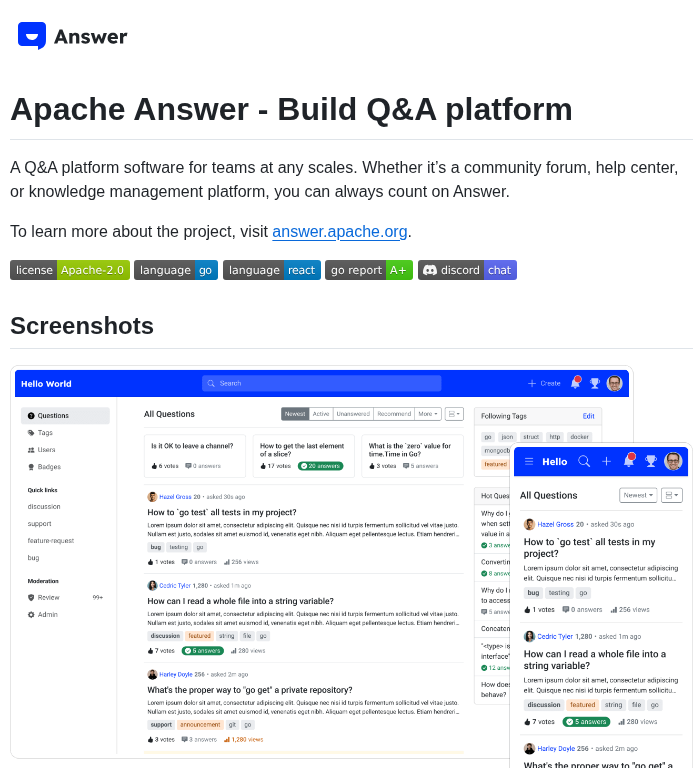 Answer
Apache Answer - Build Q&A platform
A Q&A platform software for teams at any scales. Whether it’s a community forum, help center,
or knowledge management platform, you can always count on Answer.
To learn more about the project, visit answer.apache.org.
license Apache-2.0 language go language react go report A+ discord chat
Screenshots
Hello World
Search
Create
Questions
Tags
Users
Badges
Quick links
discussion
support
feature-request
bug
Moderation
Review 99+
Admin
All Questions
Newest Active Unanswered Recommend More
Is it OK to leave a channel?
6 votes 0 answers
How to get the last element
of a slice?
17 votes 20 answers
What is the `zero` value for
time.Time in Go?
3 votes 5 answers
Hazel Gross 20 • asked 30s ago
How to `go test` all tests in my project?
Lorem ipsum dolor sit amet, consectetur adipiscing elit. Quisque nec nisi id turpis fermentum sollicitud vel vitae justo.
Nullam est justo, sodales sit amet euismod id, venenatis eget nibh. Aliquam eget pellentesque lectus. Etiam hendrer...
bug testing go
1 votes 0 answers 256 views
Cedric Tyler 1,280 • asked 1m ago
How can I read a whole file into a string variable?
Lorem ipsum dolor sit amet, consectetur adipiscing elit. Quisque nec nisi id turpis fermentum sollicitud vel vitae justo.
Nullam est justo, sodales sit amet euismod id, venenatis eget nibh. Aliquam eget pellentesque lectus. Etiam hendrer...
discussion featured string file go
7 votes 5 answers 280 views
Harley Doyle 256 • asked 2m ago
What's the proper way to "go get" a private repository?
Lorem ipsum dolor sit amet, consectetur adipiscing elit. Quisque nec nisi id turpis fermentum sollicitud vel vitae justo.
Nullam est justo, sodales sit amet euismod id, venenatis eget nibh. Aliquam eget pellentesque lectus. Etiam hendrer...
support announcement git go
3 votes 3 answers 1,280 views
Following Tags Edit
go json struct http docker
mongodb
featured
Hot Ques
Why do I g
when sett
value in a
3 answe
Converting
8 answe
Why do I n
to access
5 answe
Concaten
"<type> is
interface"
12 answ
How does
behave?
Hello
All Questions
Newest
Hazel Gross 20 • asked 30s ago
How to `go test` all tests in my
project?
Lorem ipsum dolor sit amet, consectetur adipiscing
elit. Quisque nec nisi id turpis fermentum sollicitu...
bug testing go
1 votes 0 answers 256 views
Cedric Tyler 1,280 • asked 1m ago
How can I read a whole file into a
string variable?
Lorem ipsum dolor sit amet, consectetur adipiscing
elit. Quisque nec nisi id turpis fermentum sollicitu...
discussion featured string file go
7 votes 5 answers 280 views
Harley Doyle 256 • asked 2m ago
What's the proper way to "go get" a